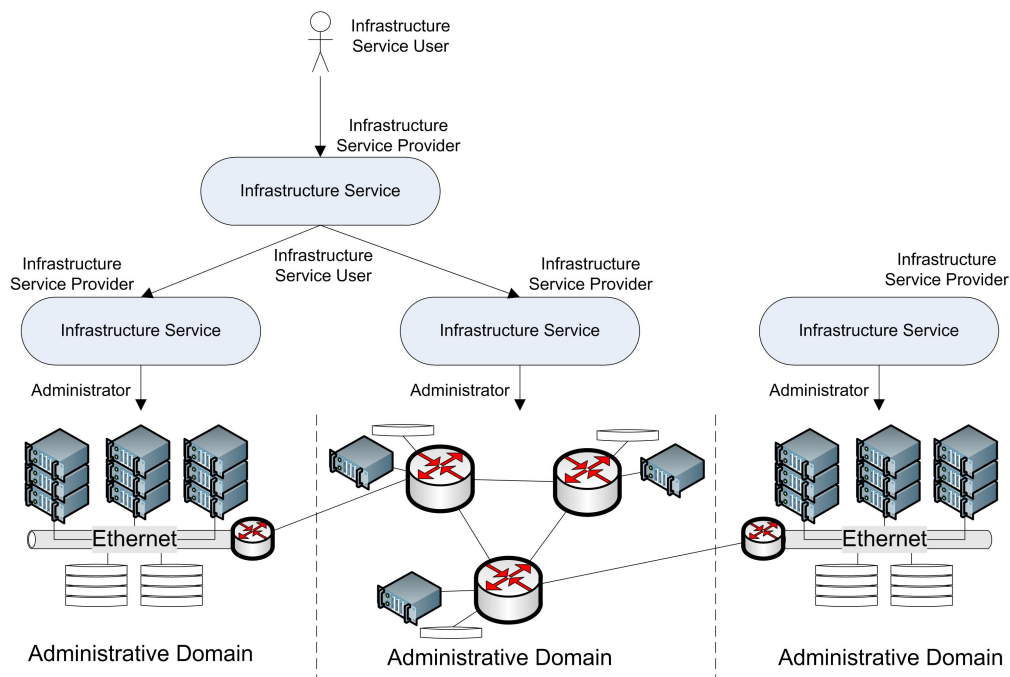 Infrastructure
Service User
Infrastructure
Service Provider
Infrastructure Service
Infrastructure
Service User
Infrastructure
Service Provider
Infrastructure
Service Provider
Infrastructure
Service Provider
Infrastructure Service
Infrastructure Service
Infrastructure Service
Administrator
Administrator
Administrator
Ethernet
Ethernet
Administrative Domain
Administrative Domain
Administrative Domain